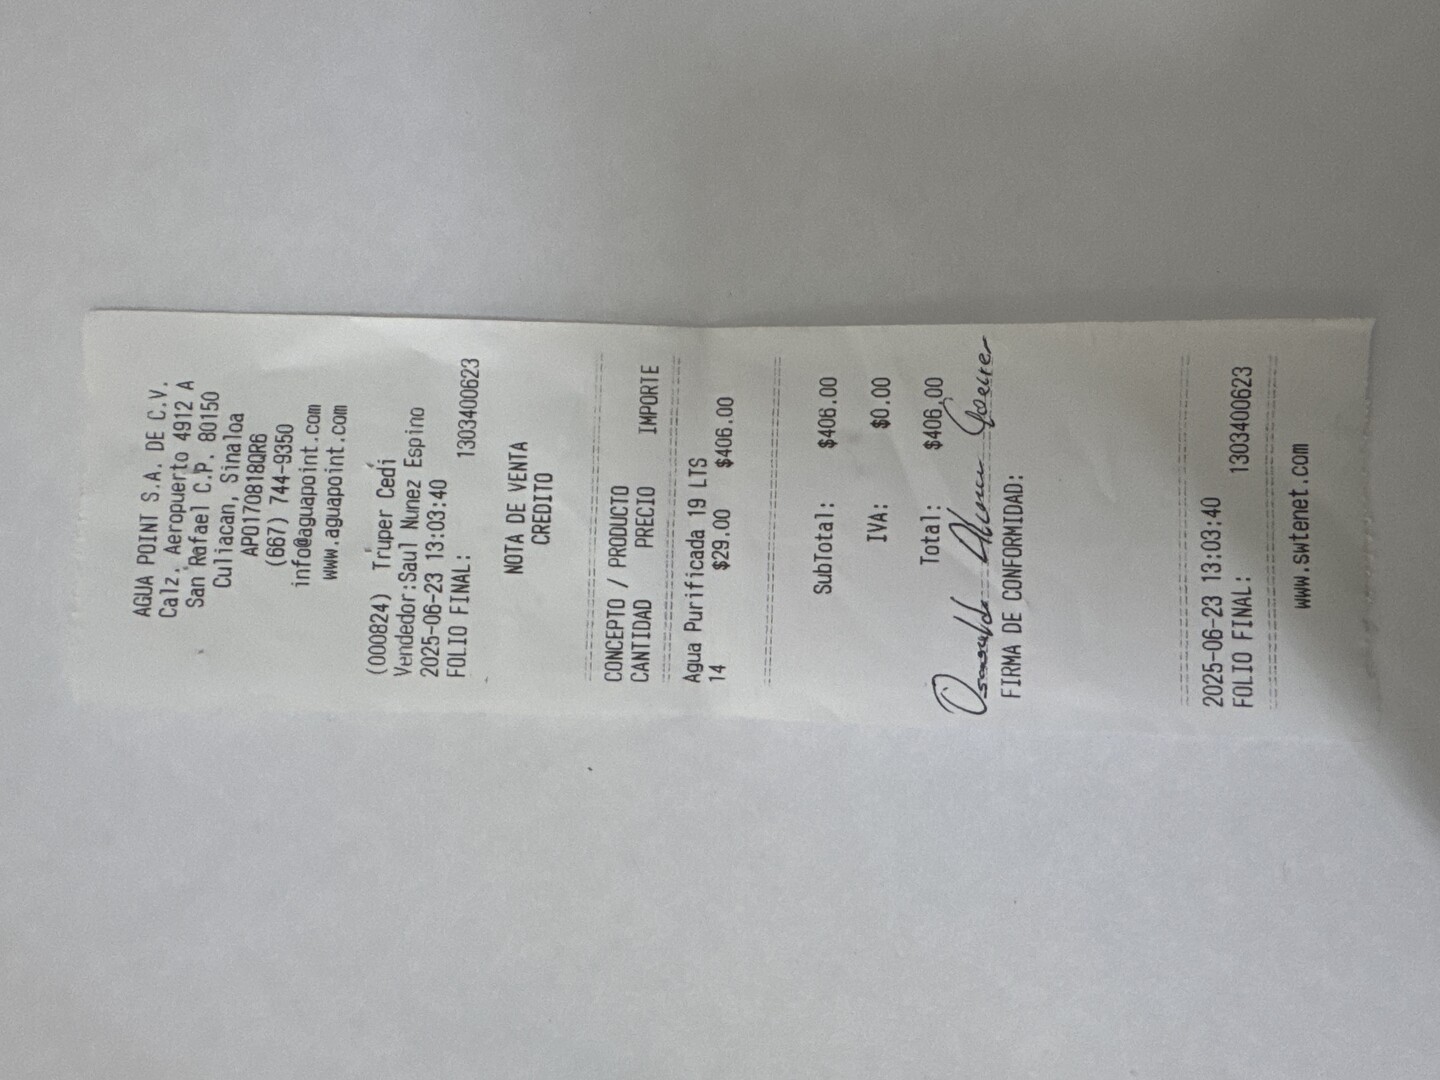 AGUA POINT S.A. DE C.V.
Calz. Aeropuerto 4912 A
San Rafael C.P. 80150
Culiacan, Sinaloa
APO170818QR6
(667) 744-9350
info@aguapoint.com
www.aguapoint.com
(000824) Truper Cedi
Vendedor:Saul Nunez Espino
2025-06-23 13:03:40
FOLIO FINAL: 1303400623
NOTA DE VENTA
CREDITO
CONCEPTO / PRODUCTO
CANTIDAD PRECIO IMPORTE
Agua Purificada 19 LTS
14 $29.00 $406.00
SubTotal: $406.00
IVA: $0.00
Total: $406.00
FIRMA DE CONFORMIDAD:
2025-06-23 13:03:40
FOLIO FINAL: 1303400623
www.swtenet.com